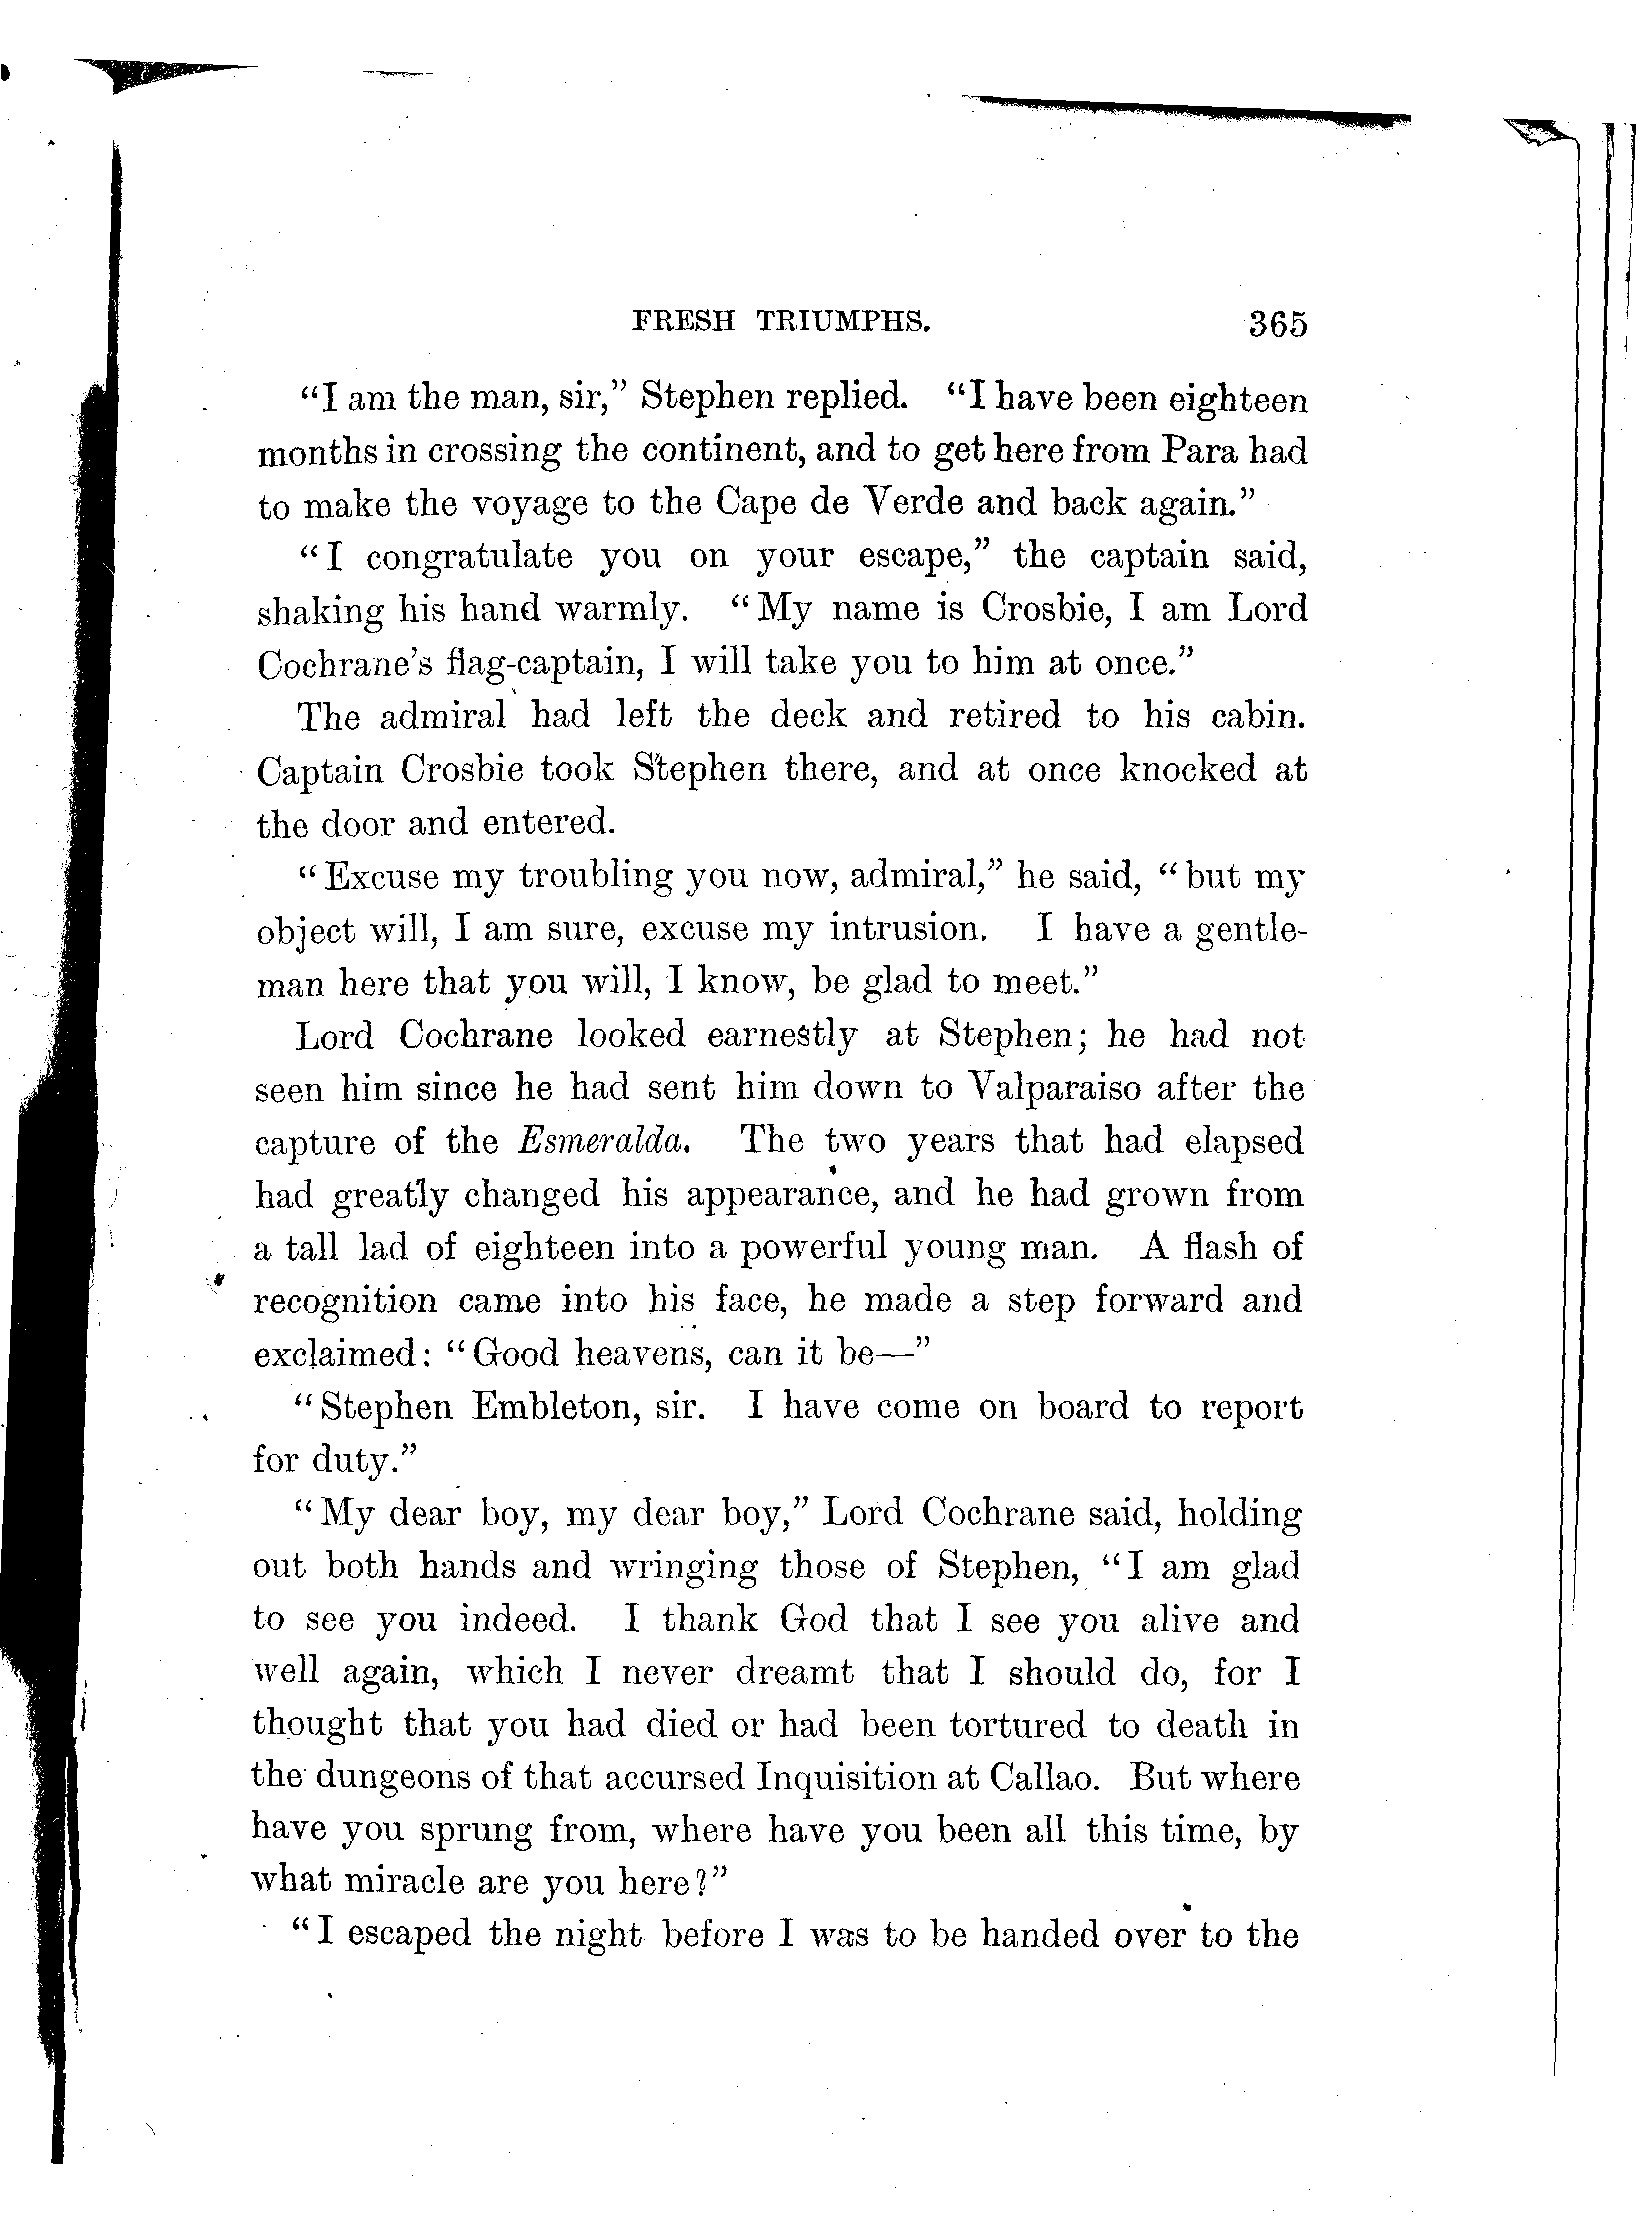 FRESH TRIUMPHS. 365
"I am the man, sir," Stephen replied. "I have been eighteen
months in crossing the continent, and to get here from Para had
to make the voyage to the Cape de Verde and back again."
"I congratulate you on your escape," the captain said,
shaking his hand warmly. "My name is Crosbie, I am Lord
Cochrane's flag-captain, I will take you to him at once."
The admiral had left the deck and retired to his cabin.
Captain Crosbie took Stephen there, and at once knocked at
the door and entered.
"Excuse my troubling you now, admiral," he said, "but my
object will, I am sure, excuse my intrusion. I have a gentle-
man here that you will, I know, be glad to meet."
Lord Cochrane looked earnestly at Stephen; he had not
seen him since he had sent him down to Valparaiso after the
capture of the Esmeralda. The two years that had elapsed
had greatly changed his appearance, and he had grown from
a tall lad of eighteen into a powerful young man. A flash of
recognition came into his face, he made a step forward and
exclaimed: "Good heavens, can it be—"
"Stephen Embleton, sir. I have come on board to report
for duty."
"My dear boy, my dear boy," Lord Cochrane said, holding
out both hands and wringing those of Stephen, "I am glad
to see you indeed. I thank God that I see you alive and
well again, which I never dreamt that I should do, for I
thought that you had died or had been tortured to death in
the dungeons of that accursed Inquisition at Callao. But where
have you sprung from, where have you been all this time, by
what miracle are you here?"
"I escaped the night before I was to be handed over to the